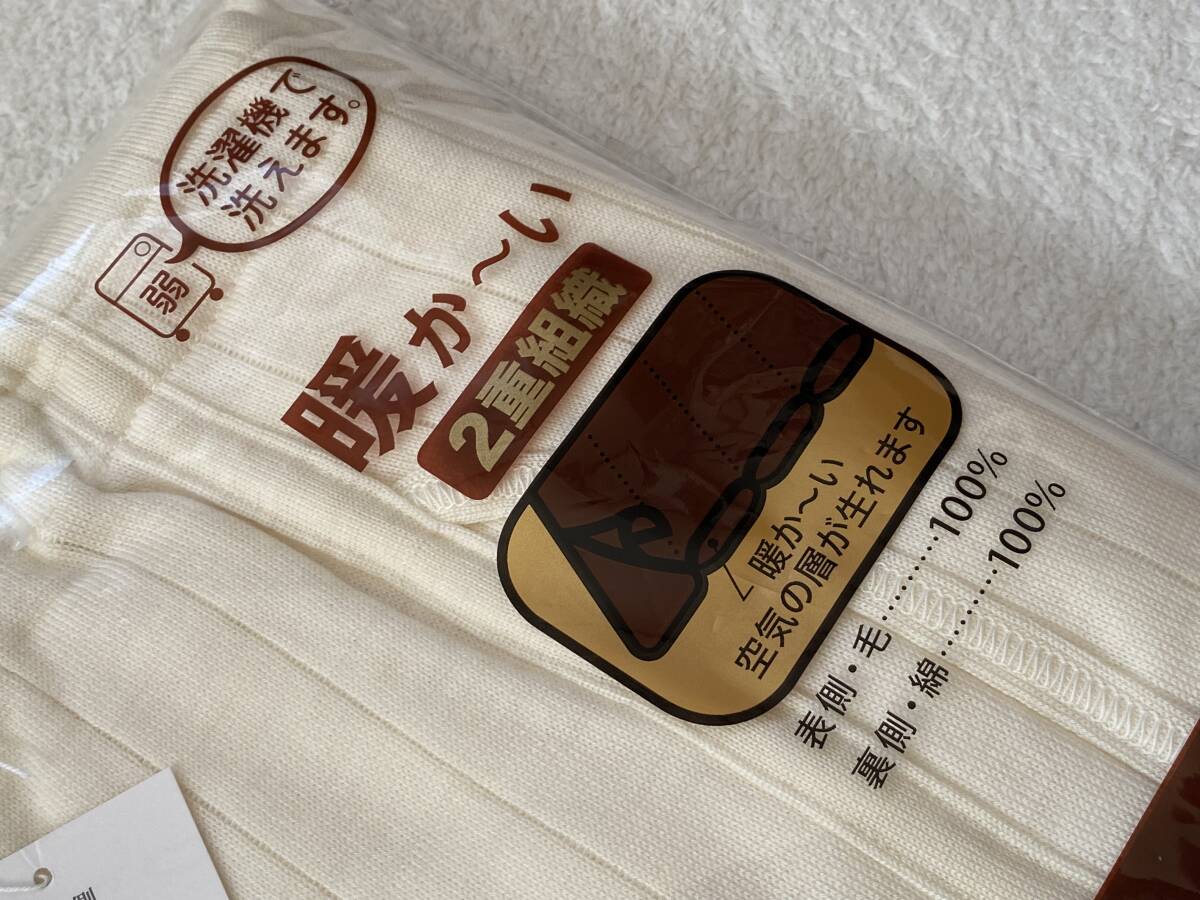 洗濯機で
洗えます。
弱
暖か～い
2重組織
暖か～い
空気の層が生れます
表側・毛………100%
裏側・綿………100%
側